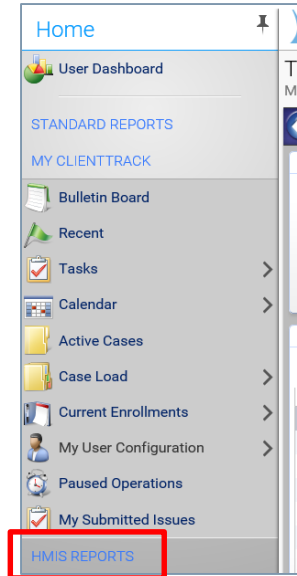 Home
User Dashboard
STANDARD REPORTS
MY CLIENTTRACK
Bulletin Board
Recent
Tasks
Calendar
Active Cases
Case Load
Current Enrollments
My User Configuration
Paused Operations
My Submitted Issues
HMIS REPORTS
T
M